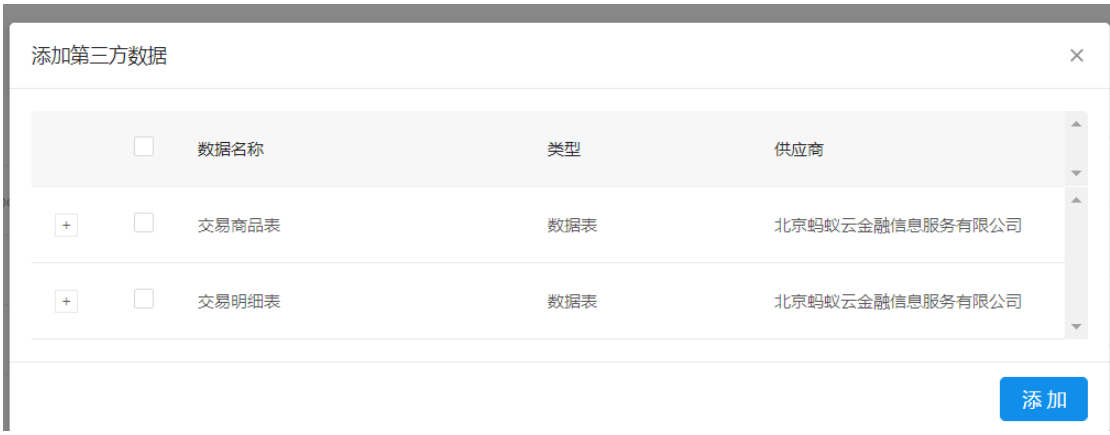 添加第三方数据
数据名称 类型 供应商
交易商品表 数据表 北京蚂蚁云金融信息服务有限公司
交易明细表 数据表 北京蚂蚁云金融信息服务有限公司
添加